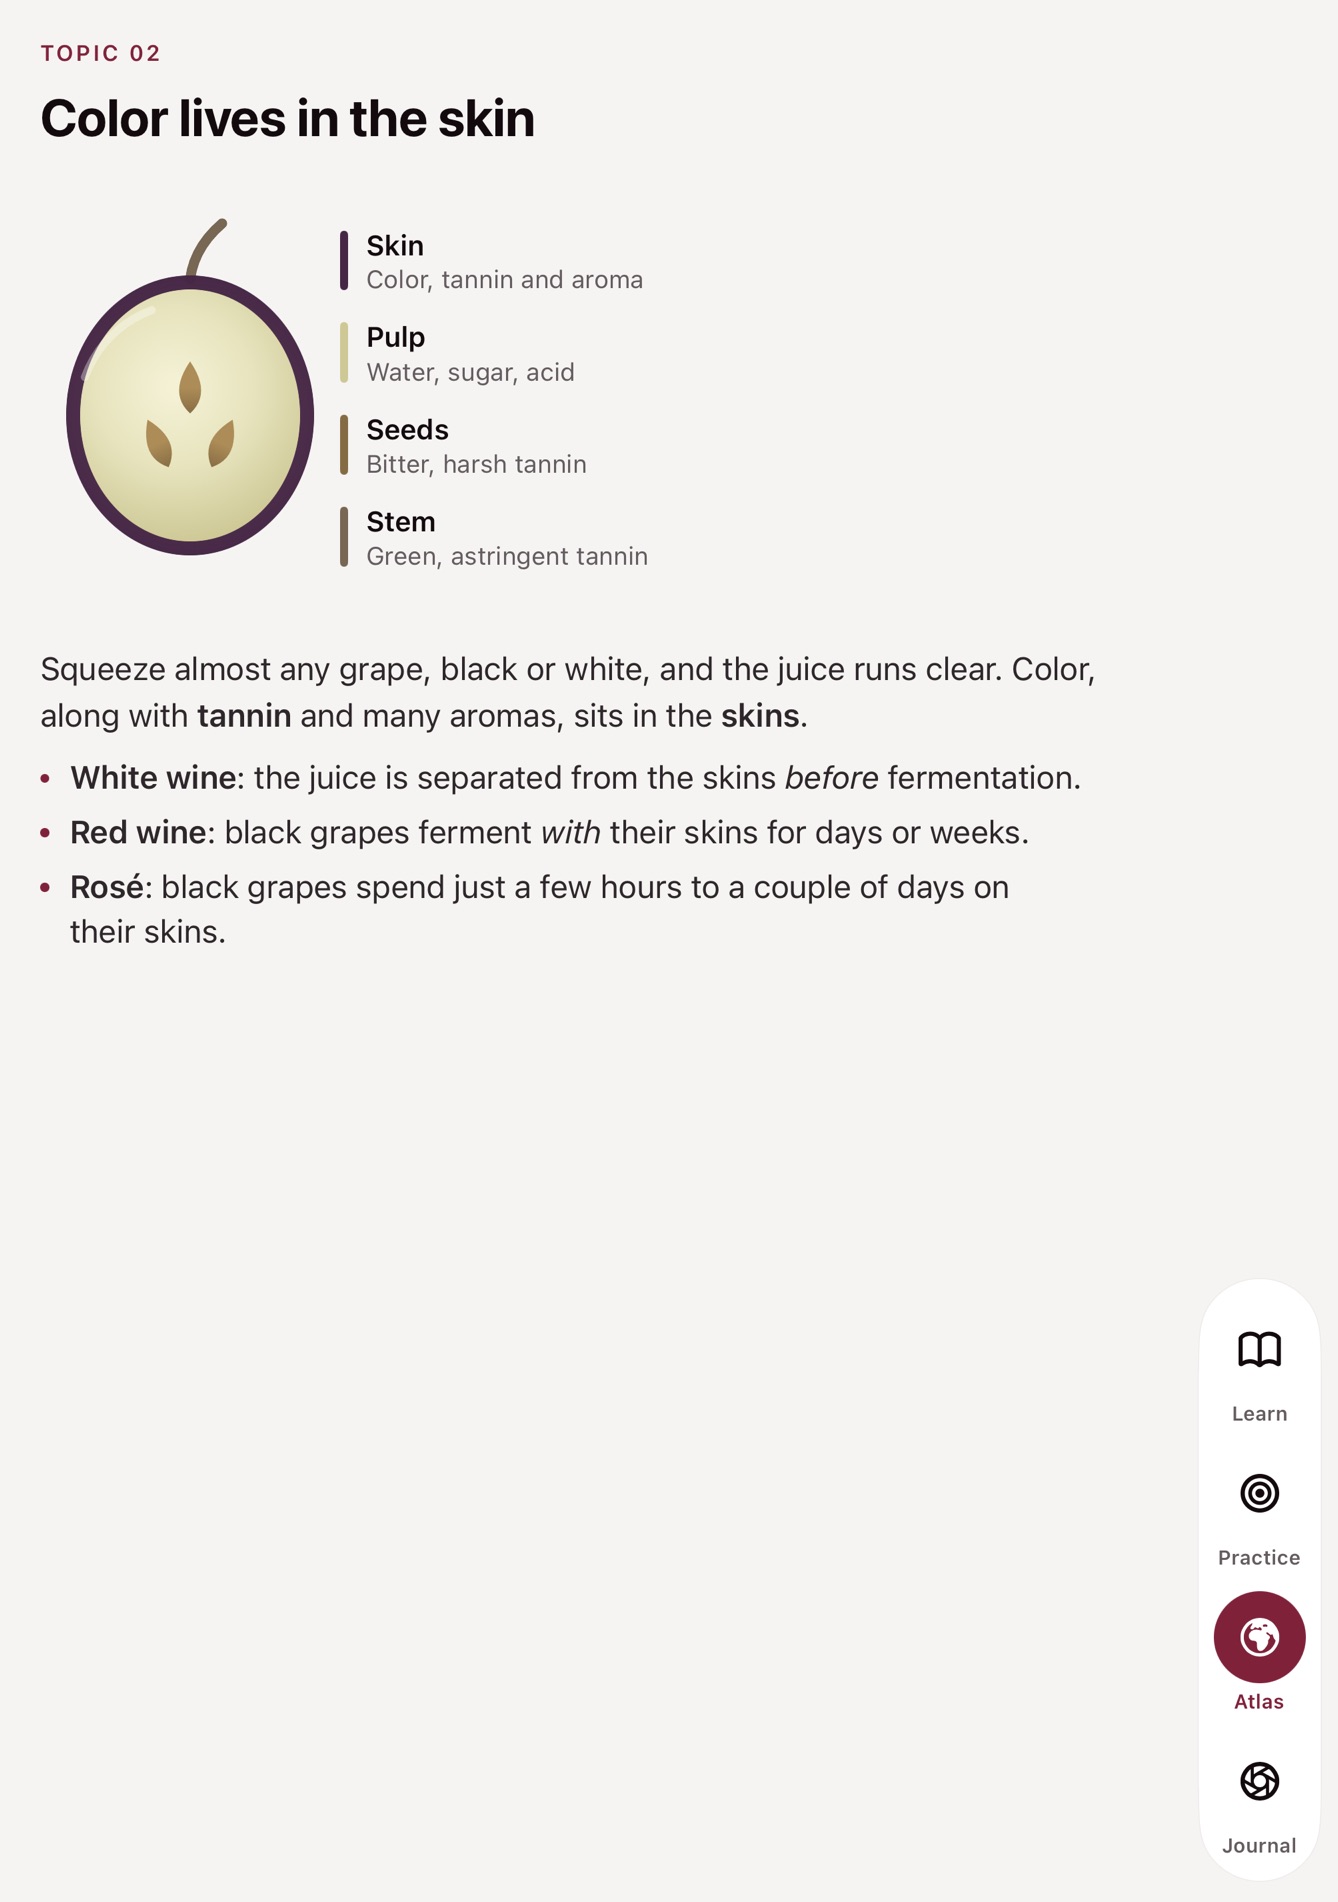 TOPIC 02
Color lives in the skin
Skin
Color, tannin and aroma
Pulp
Water, sugar, acid
Seeds
Bitter, harsh tannin
Stem
Green, astringent tannin
Squeeze almost any grape, black or white, and the juice runs clear. Color,
along with tannin and many aromas, sits in the skins.
• White wine: the juice is separated from the skins before fermentation.
• Red wine: black grapes ferment with their skins for days or weeks.
• Rosé: black grapes spend just a few hours to a couple of days on
their skins.
Learn
Practice
Atlas
Journal